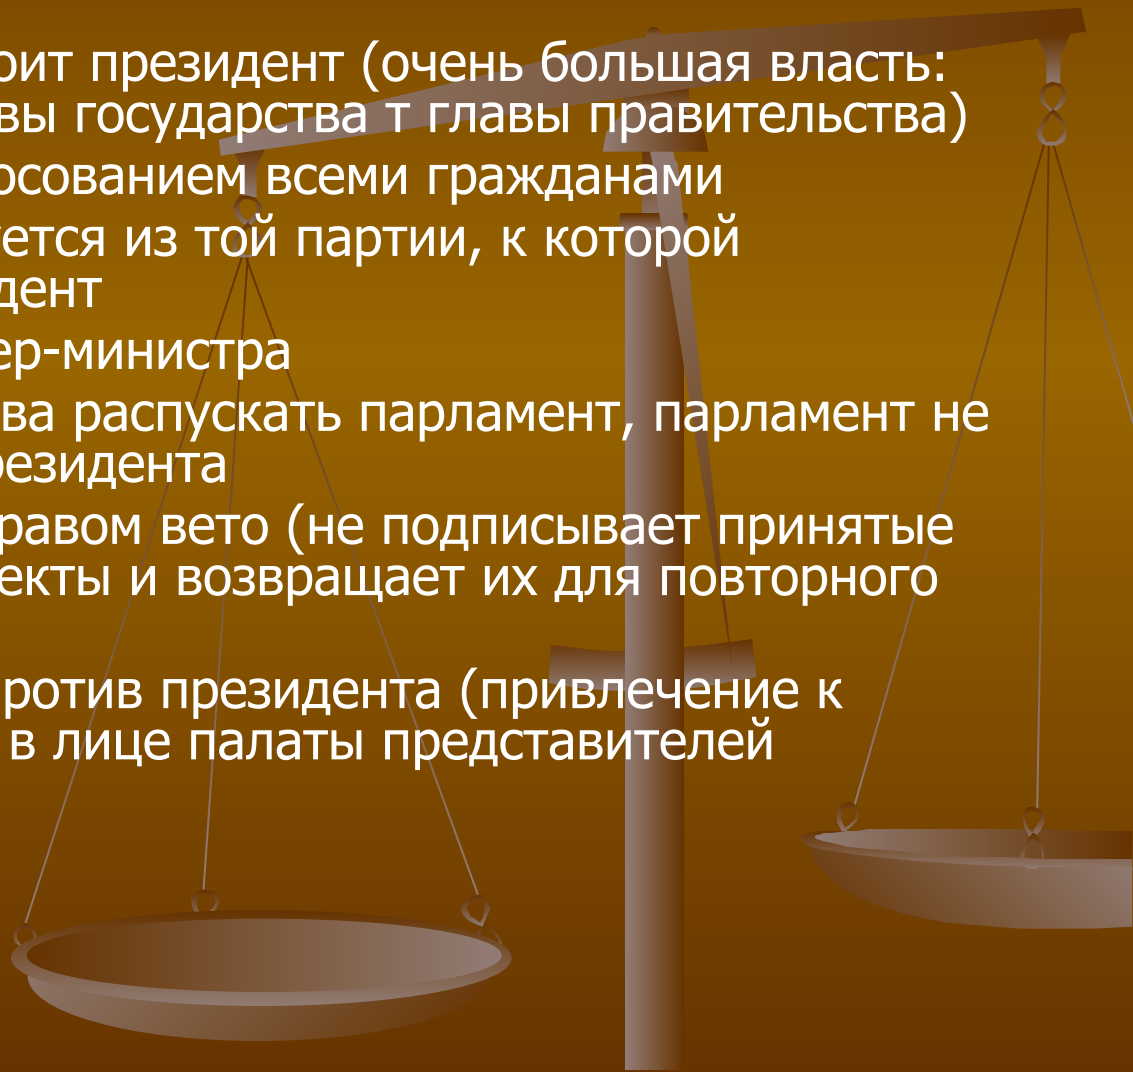 оит президент (очень большая власть:
вы государства т главы правительства)
осованием всеми гражданами
ется из той партии, к которой
дент
ер-министра
ва распускать парламент, парламент не
резидента
равом вето (не подписывает принятые
екты и возвращает их для повторного
ротив президента (привлечение к
в лице палаты представителей